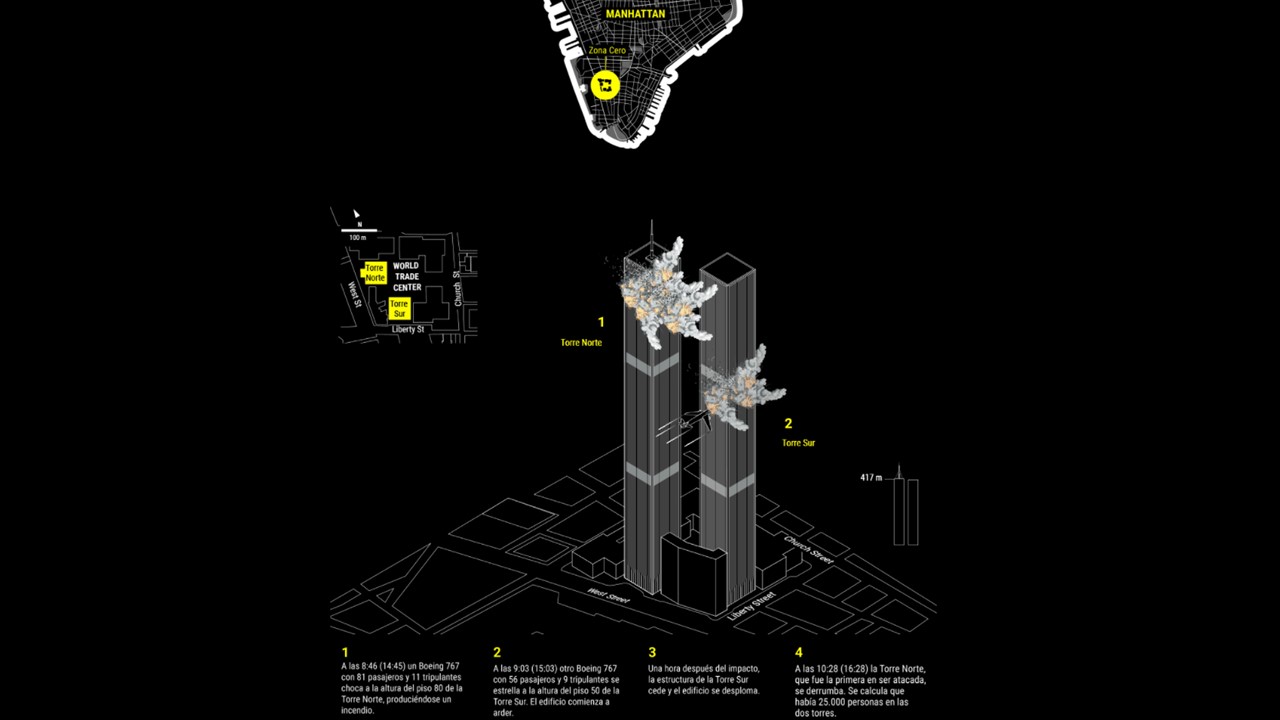 MANHATTAN
Zona Cero
N
100 m
Torre
Norte
WORLD
TRADE
CENTER
Torre
Sur
West St
Church St
Liberty St
1
Torre Norte
2
Torre Sur
417 m
Church Street
West Street
Liberty Street
1
A las 8:46 (14:45) un Boeing 767
con 81 pasajeros y 11 tripulantes
choca a la altura del piso 80 de la
Torre Norte, produciéndose un
incendio.
2
A las 9:03 (15:03) otro Boeing 767
con 56 pasajeros y 9 tripulantes se
estrella a la altura del piso 50 de la
Torre Sur. El edificio comienza a
arder.
3
Una hora después del impacto,
la estructura de la Torre Sur
cede y el edificio se desploma.
4
A las 10:28 (16:28) la Torre Norte,
que fue la primera en ser atacada,
se derrumba. Se calcula que
había 25.000 personas en las
dos torres.